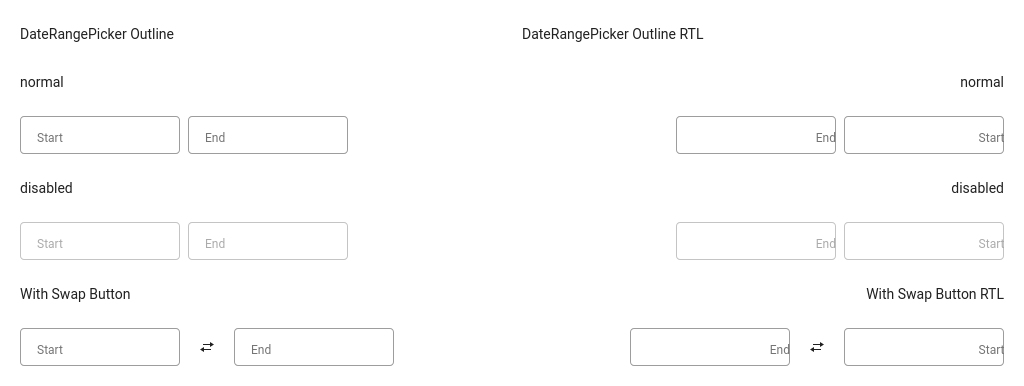 DateRangePicker Outline
normal
Start End
disabled
Start End
With Swap Button
Start End
DateRangePicker Outline RTL
normal
End Start
disabled
End Start
With Swap Button RTL
End Start